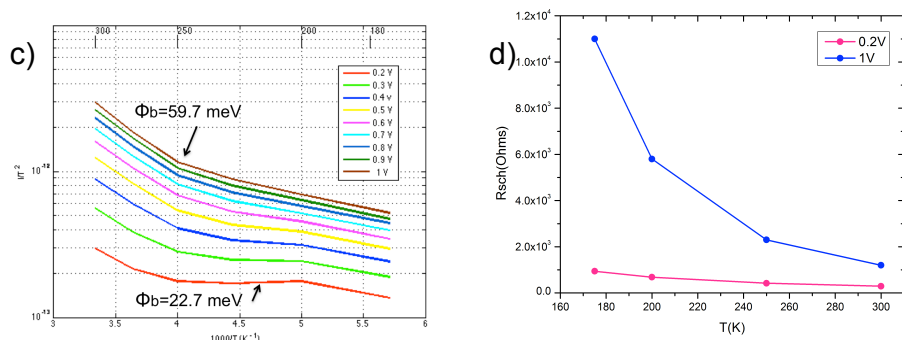 c)
300 250 200 180
Φb=59.7 meV
0.2 V
0.3 V
0.4 v
0.5 V
0.6 V
0.7 V
0.8 V
0.9 V
1 V
I/T²
10⁻¹²
10⁻¹³
Φb=22.7 meV
3 3.5 4 4.5 5 5.5 6
1000/T (K⁻¹)
d)
1.2x10⁴
1.0x10⁴
8.0x10³
6.0x10³
4.0x10³
2.0x10³
0.0
Rsch(Ohms)
0.2V
1V
160 180 200 220 240 260 280 300
T(K)